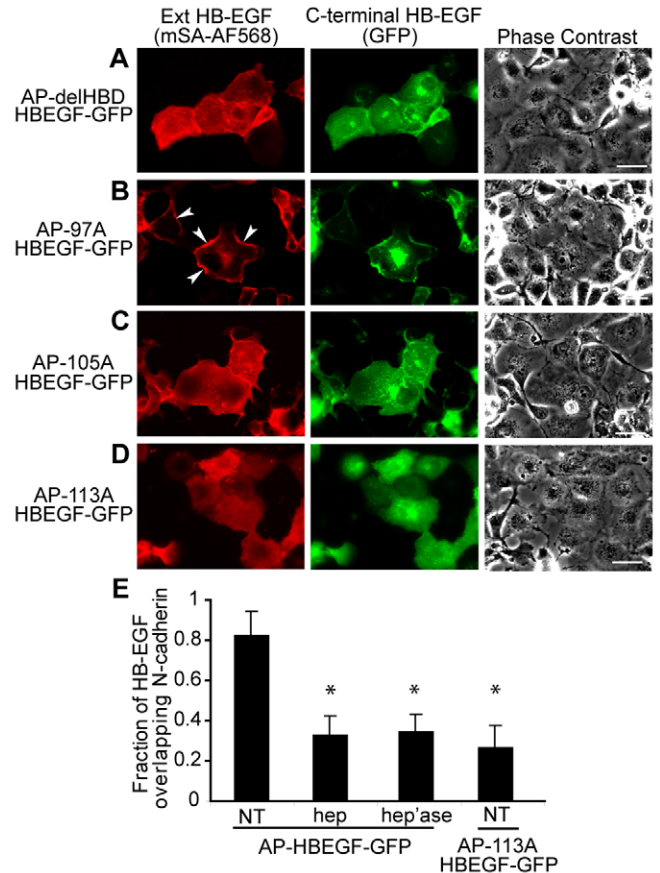 Ext HB-EGF
(mSA-AF568)
C-terminal HB-EGF
(GFP)
Phase Contrast
A
AP-delHBD
HBEGF-GFP
B
AP-97A
HBEGF-GFP
C
AP-105A
HBEGF-GFP
D
AP-113A
HBEGF-GFP
E
Fraction of HB-EGF
overlapping N-cadherin
1
0.8
0.6
0.4
0.2
0
*
*
*
NT
hep
hep'ase
NT
AP-HBEGF-GFP
AP-113A
HBEGF-GFP